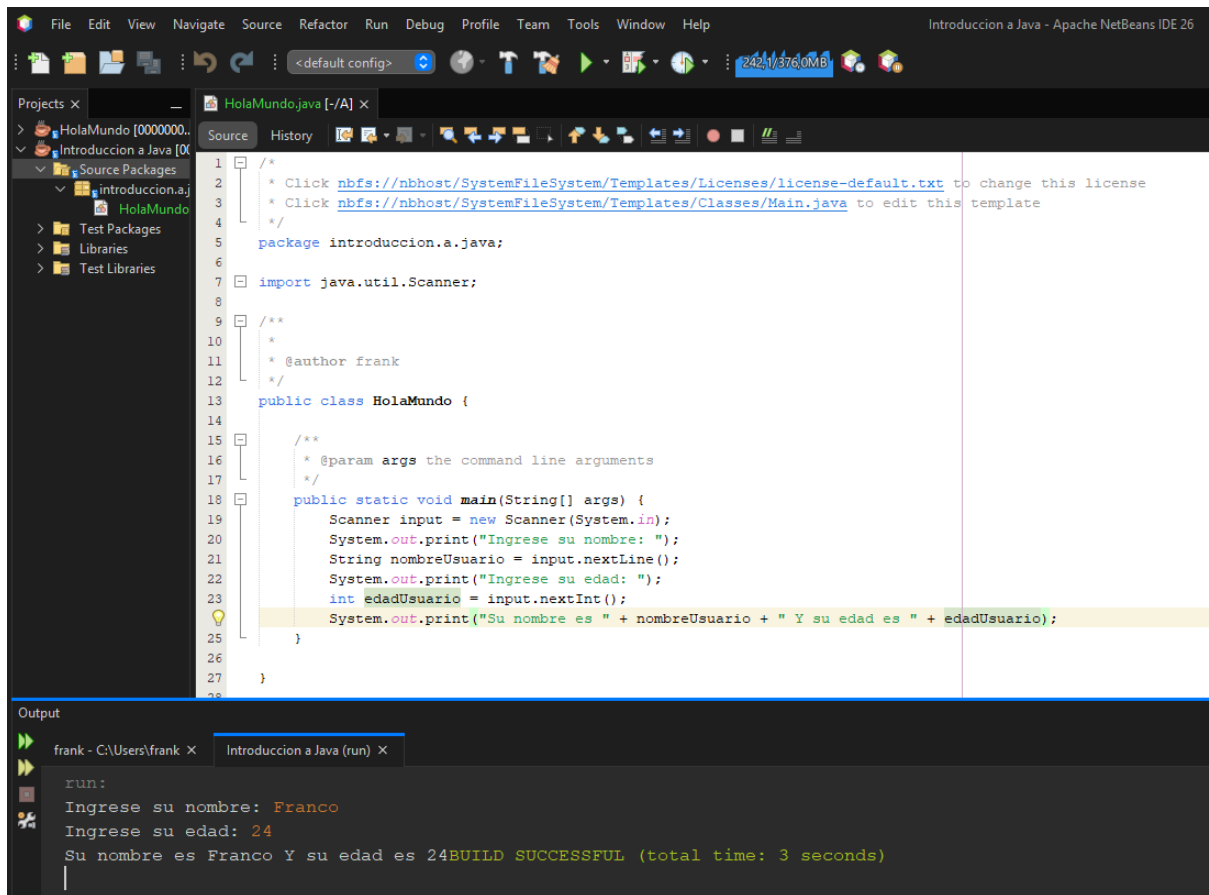 File Edit View Navigate Source Refactor Run Debug Profile Team Tools Window Help Introduccion a Java - Apache NetBeans IDE 26
<default config> 242,1/376,0MB
Projects
HolaMundo.java [-/A]
HolaMundo [0000000..
Introduccion a Java [00
Source Packages
introduccion.a.j
HolaMundo
Test Packages
Libraries
Test Libraries
Source History
1 /*
2 * Click nbfs://nbhost/SystemFileSystem/Templates/Licenses/license-default.txt to change this license
3 * Click nbfs://nbhost/SystemFileSystem/Templates/Classes/Main.java to edit this template
4 */
5 package introduccion.a.java;
6
7 import java.util.Scanner;
8
9 /**
10 *
11 * @author frank
12 */
13 public class HolaMundo {
14
15 /**
16 * @param args the command line arguments
17 */
18 public static void main(String[] args) {
19 Scanner input = new Scanner(System.in);
20 System.out.print("Ingrese su nombre: ");
21 String nombreUsuario = input.nextLine();
22 System.out.print("Ingrese su edad: ");
23 int edadUsuario = input.nextInt();
System.out.print("Su nombre es " + nombreUsuario + " Y su edad es " + edadUsuario);
25 }
26
27 }
28
Output
frank - C:\Users\frank Introduccion a Java (run)
run:
Ingrese su nombre: Franco
Ingrese su edad: 24
Su nombre es Franco Y su edad es 24BUILD SUCCESSFUL (total time: 3 seconds)